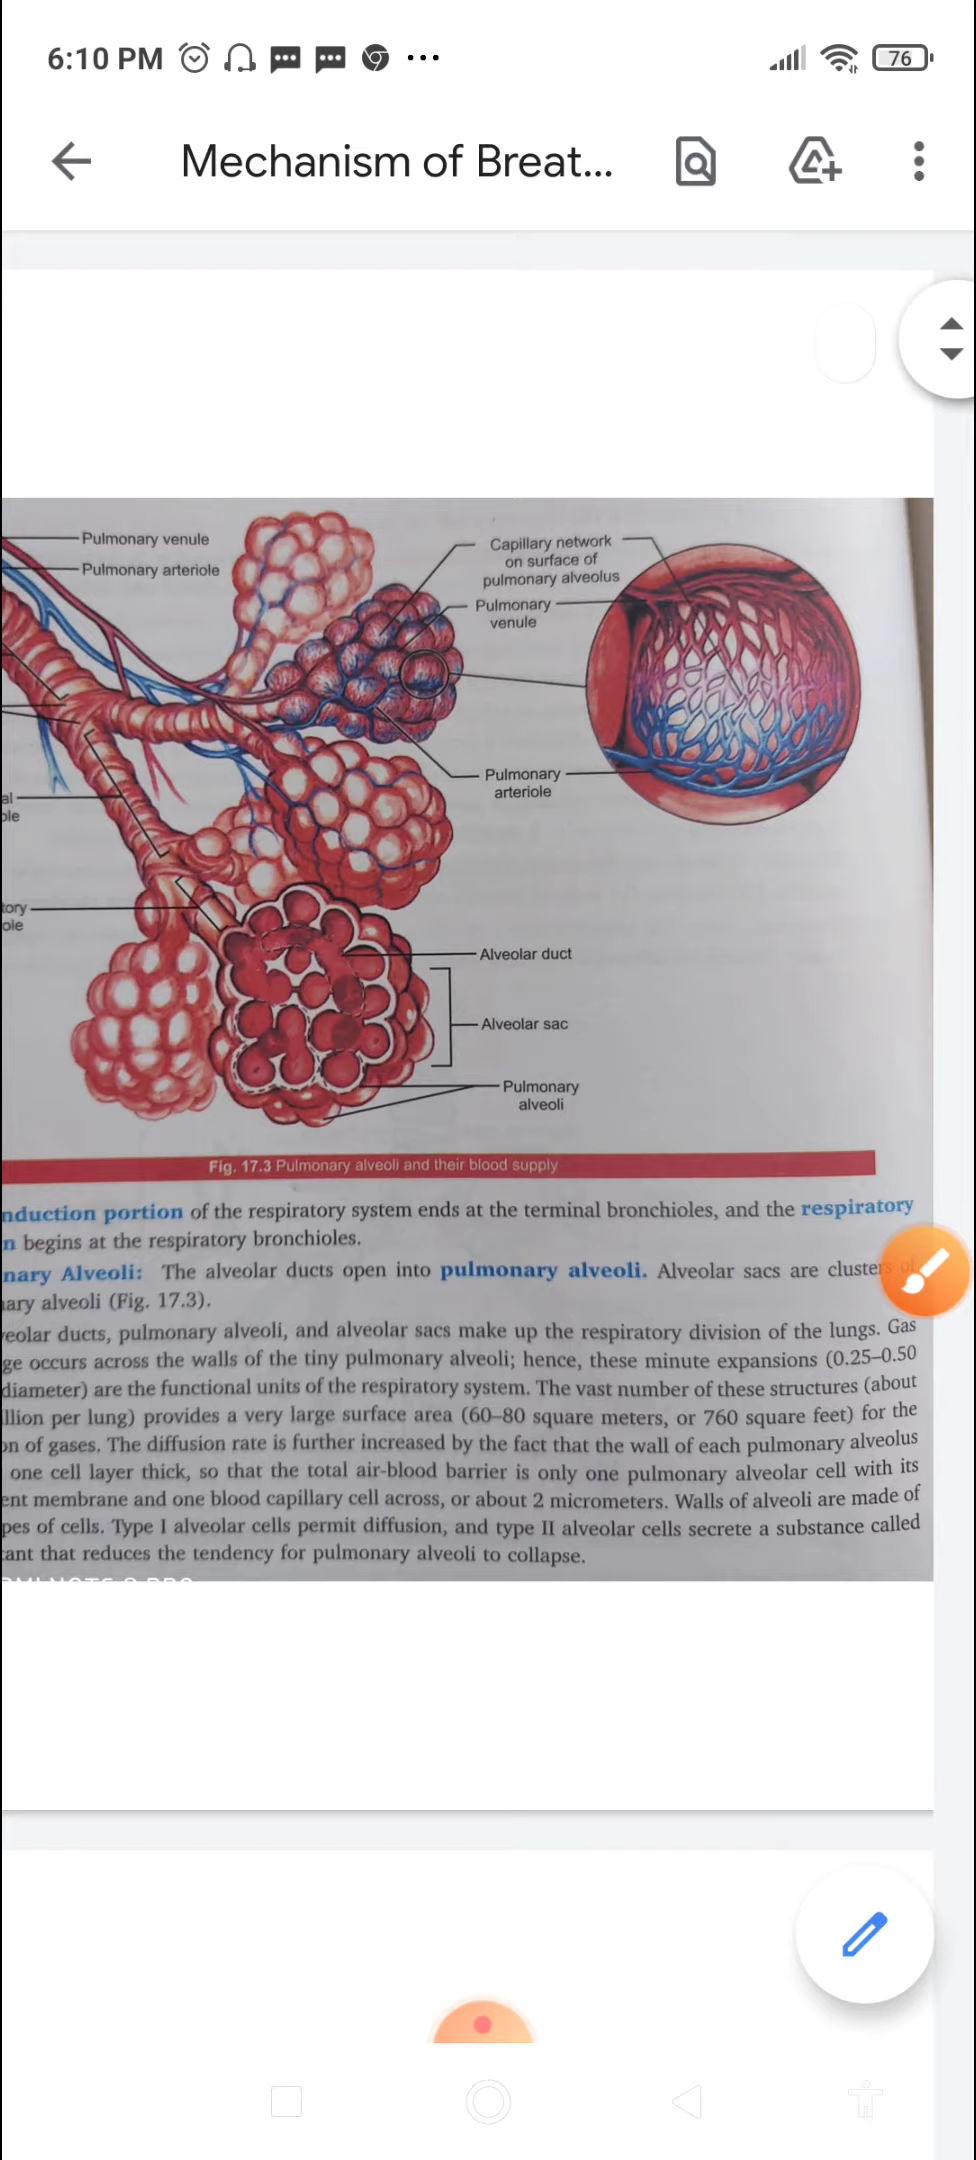 6:10 PM
76
Mechanism of Breat...
Pulmonary venule
Pulmonary arteriole
Capillary network
on surface of
pulmonary alveolus
Pulmonary
venule
Pulmonary
arteriole
al
ole
tory
ole
Alveolar duct
Alveolar sac
Pulmonary
alveoli
Fig. 17.3 Pulmonary alveoli and their blood supply
nduction portion of the respiratory system ends at the terminal bronchioles, and the respiratory
n begins at the respiratory bronchioles.
nary Alveoli: The alveolar ducts open into pulmonary alveoli. Alveolar sacs are clusters of
ary alveoli (Fig. 17.3).
eolar ducts, pulmonary alveoli, and alveolar sacs make up the respiratory division of the lungs. Gas
ge occurs across the walls of the tiny pulmonary alveoli; hence, these minute expansions (0.25–0.50
diameter) are the functional units of the respiratory system. The vast number of these structures (about
llion per lung) provides a very large surface area (60–80 square meters, or 760 square feet) for the
on of gases. The diffusion rate is further increased by the fact that the wall of each pulmonary alveolus
one cell layer thick, so that the total air-blood barrier is only one pulmonary alveolar cell with its
ent membrane and one blood capillary cell across, or about 2 micrometers. Walls of alveoli are made of
pes of cells. Type I alveolar cells permit diffusion, and type II alveolar cells secrete a substance called
ant that reduces the tendency for pulmonary alveoli to collapse.